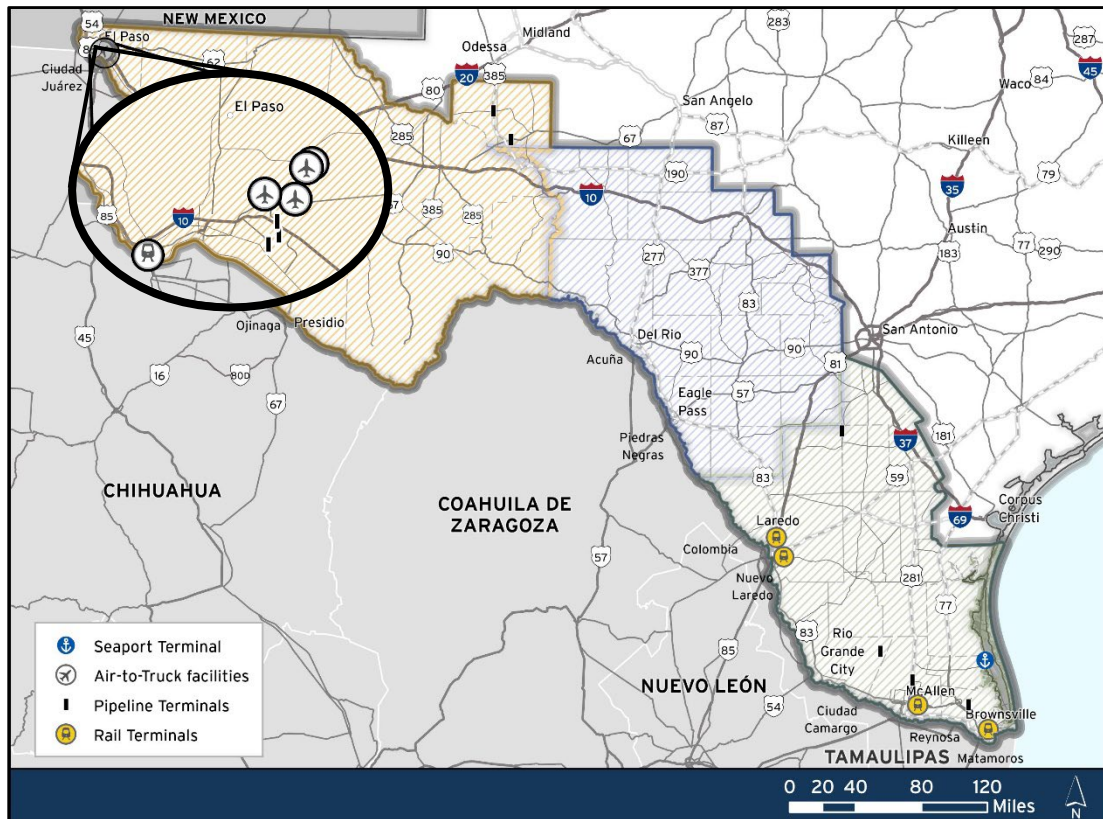 NEW MEXICO
54
El Paso
Ciudad
Juárez
62
Odessa
Midland
20
385
80
San Angelo
67
87
287
45
84
Waco
Killeen
79
190
35
Austin
183
77
290
El Paso
285
85
10
67
385
285
90
10
277
377
83
Ojinaga
Presidio
Del Rio
Acuña
90
90
San Antonio
81
Eagle
Pass
57
Piedras
Negras
45
16
80D
67
37
181
83
59
CHIHUAHUA
COAHUILA DE
ZARAGOZA
Laredo
Corpus
Christi
69
Colombia
57
Nuevo
Laredo
281
77
83
Rio
Grande
City
85
NUEVO LEÓN
54
McAllen
Ciudad
Camargo
Brownsville
Reynosa
TAMAULIPAS
Matamoros
Seaport Terminal
Air-to-Truck facilities
Pipeline Terminals
Rail Terminals
0 20 40 80 120
Miles
N